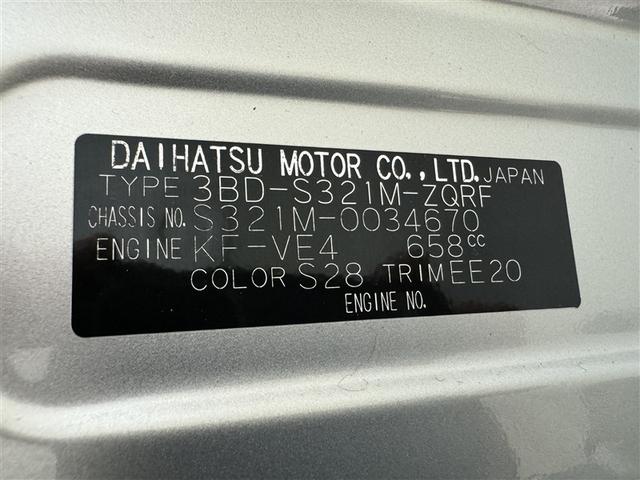 DAIHATSU MOTOR CO.,LTD. JAPAN
TYPE 3BD-S321M-ZQRF
CHASSIS NO. S321M-0034670
ENGINE KF-VE4 658cc
COLOR S28 TRIM EE20
ENGINE NO.